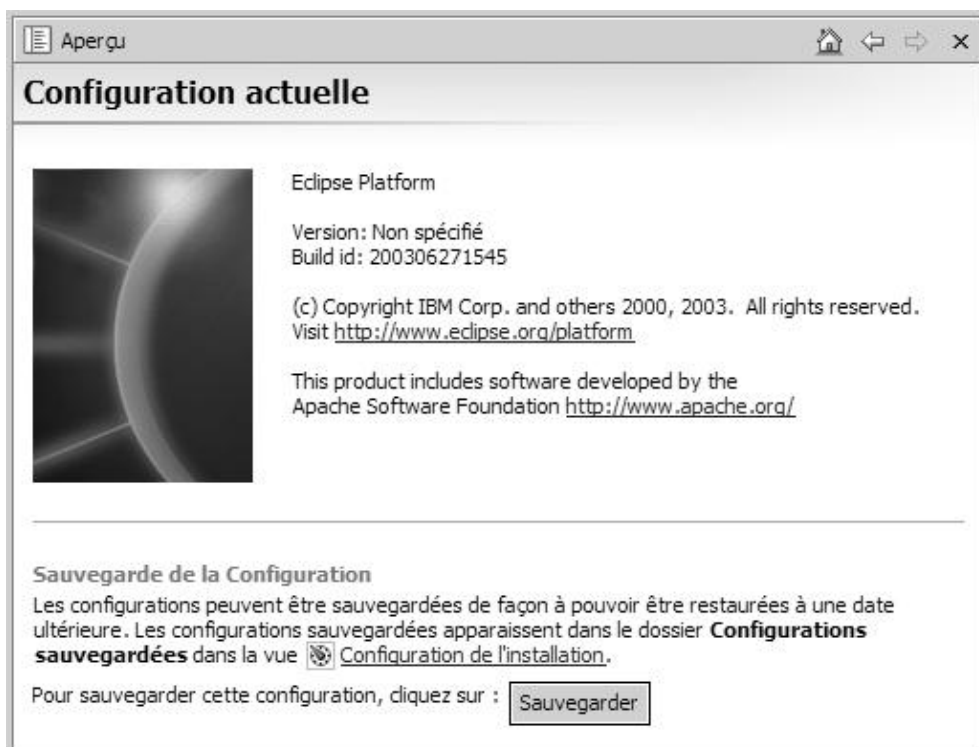 Aperçu
Configuration actuelle
Eclipse Platform
Version: Non spécifié
Build id: 200306271545
(c) Copyright IBM Corp. and others 2000, 2003.  All rights reserved.
Visit http://www.eclipse.org/platform
This product includes software developed by the
Apache Software Foundation http://www.apache.org/
Sauvegarde de la Configuration
Les configurations peuvent être sauvegardées de façon à pouvoir être restaurées à une date
ultérieure. Les configurations sauvegardées apparaissent dans le dossier Configurations
sauvegardées dans la vue Configuration de l'installation.
Pour sauvegarder cette configuration, cliquez sur : Sauvegarder